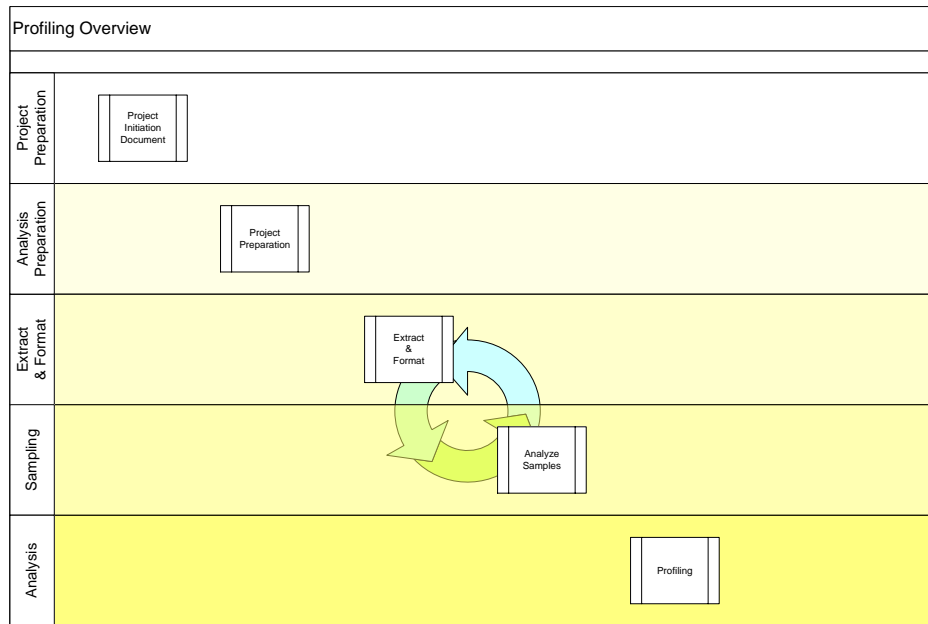 Profiling Overview
Project
Preparation
Project
Initiation
Document
Analysis
Preparation
Project
Preparation
Extract
& Format
Extract
&
Format
Sampling
Analyze
Samples
Analysis
Profiling